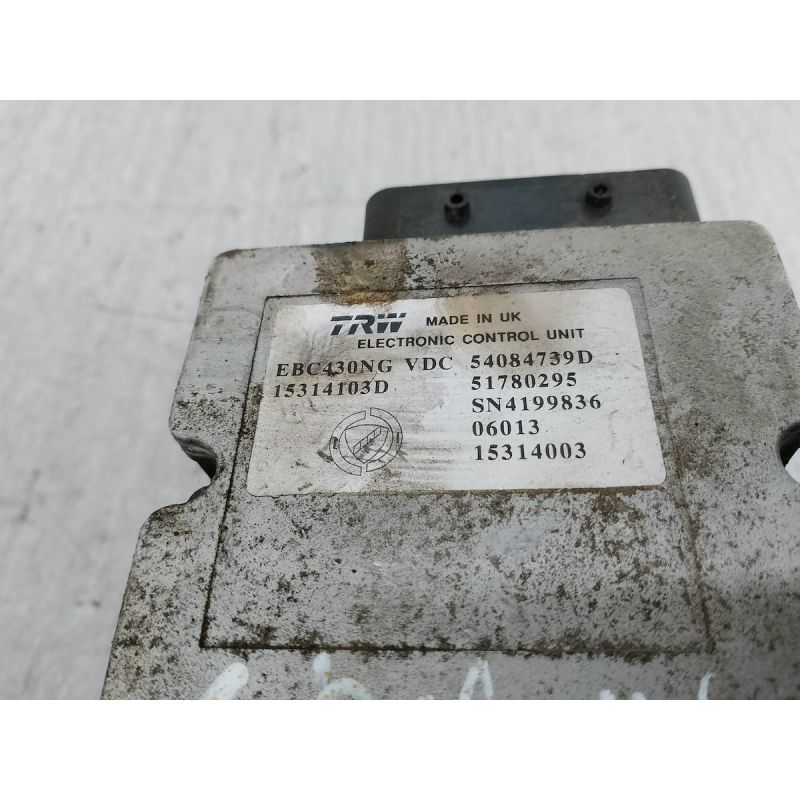 TRW MADE IN UK
ELECTRONIC CONTROL UNIT
EBC430NG VDC 54084739D
15314103D 51780295
SN4199836
06013
15314003